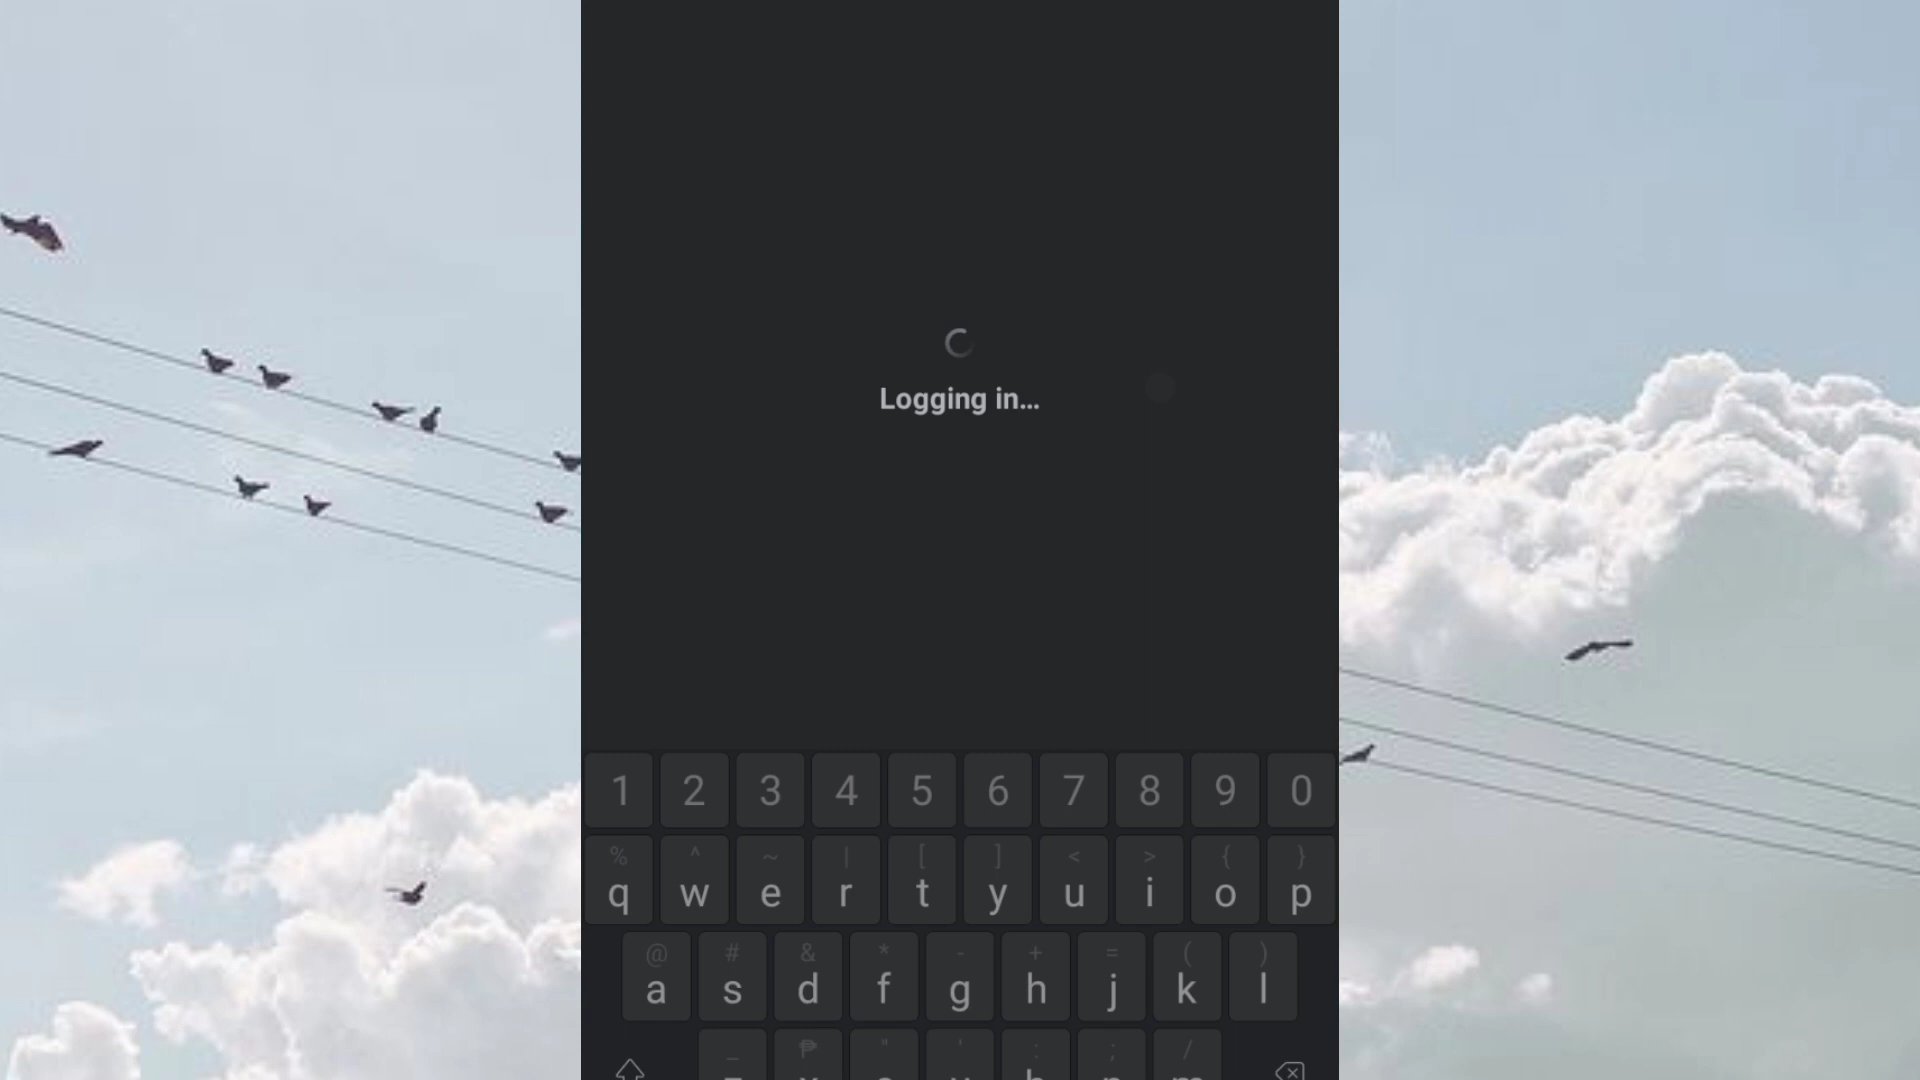 Logging in...
1 2 3 4 5 6 7 8 9 0
% ^ ~ | [ ] < > { }
q w e r t y u i o p
@ # & * - + = ( )
a s d f g h j k l
_ ₱ " ' : ; /
z x c v b n m